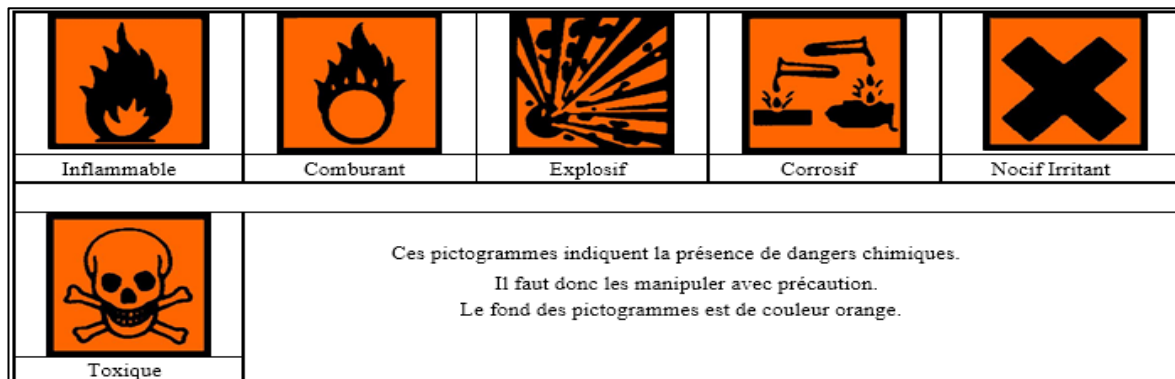 Inflammable
Comburant
Explosif
Corrosif
Nocif Irritant
Ces pictogrammes indiquent la présence de dangers chimiques.
Il faut donc les manipuler avec précaution.
Le fond des pictogrammes est de couleur orange.
Toxique